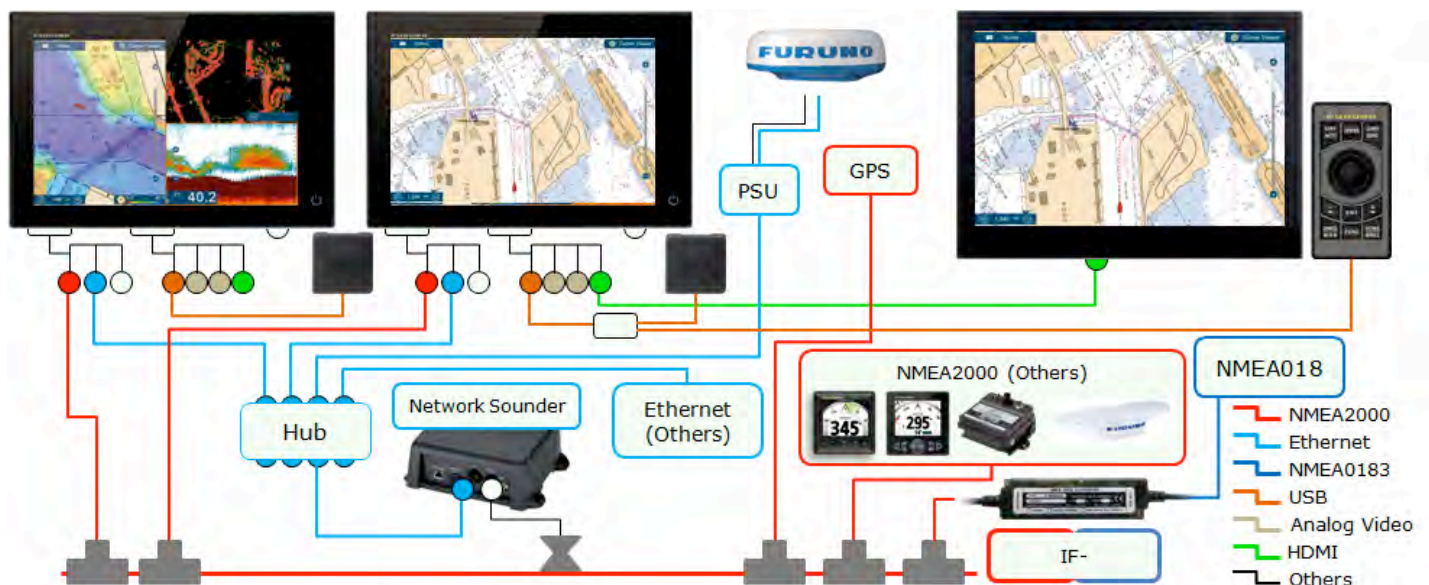 40.2
FURUNO
PSU
GPS
Hub
Network Sounder
Ethernet
(Others)
NMEA2000 (Others)
345
295
FURUNO
NMEA018
IF-
NMEA2000
Ethernet
NMEA0183
USB
Analog Video
HDMI
Others